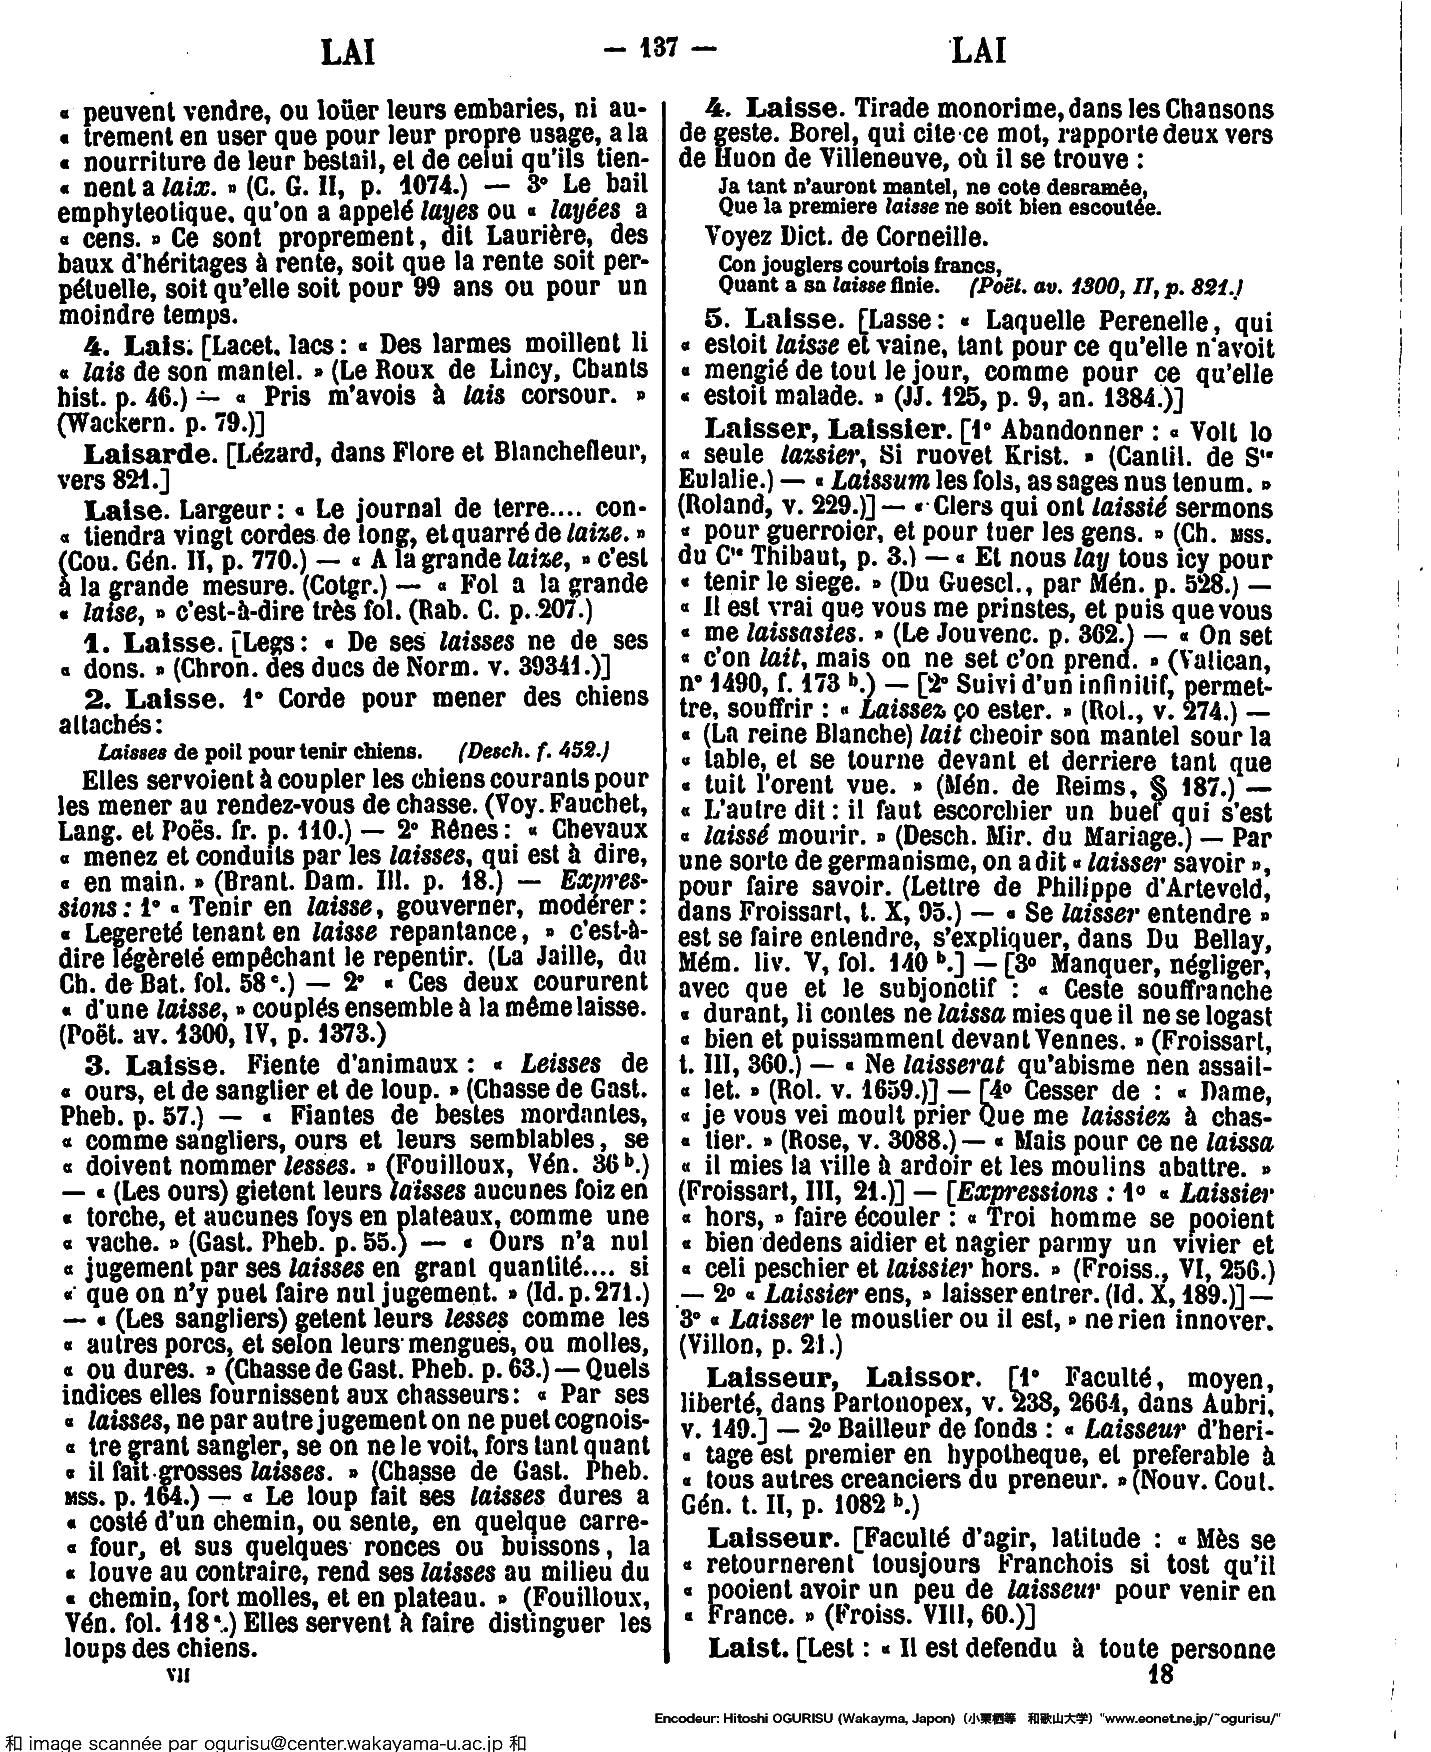 LAI — 137 — LAI
« peuvent vendre, ou loüer leurs embaries, ni au-
« trement en user que pour leur propre usage, a la
« nourriture de leur bestail, et de celui qu'ils tien-
« nent a laix. » (C. G. II, p. 1074.) — 3° Le bail
emphyteotique, qu'on a appelé layes ou « layées a
« cens. » Ce sont proprement, dit Laurière, des
baux d'héritages à rente, soit que la rente soit per-
pétuelle, soit qu'elle soit pour 99 ans ou pour un
moindre temps.
4. Lais. [Lacet, lacs : « Des larmes moillent li
« lais de son mantel. » (Le Roux de Lincy, Chants
hist. p. 46.) — « Pris m'avois à lais corsour. »
(Wackern. p. 79.)]
Laisarde. [Lézard, dans Flore et Blanchefleur,
vers 821.]
Laise. Largeur : « Le journal de terre.... con-
« tiendra vingt cordes de long, et quarré de laize. »
(Cou. Gén. II, p. 770.) — « A la grande laize, » c'est
à la grande mesure. (Cotgr.) — « Fol a la grande
« laise, » c'est-à-dire très fol. (Rab. C. p. 207.)
1. Laisse. [Legs : « De ses laisses ne de ses
« dons. » (Chron. des ducs de Norm. v. 39341.)]
2. Laisse. 1° Corde pour mener des chiens
attachés :
Laisses de poil pour tenir chiens. (Desch. f. 452.)
Elles servoient à coupler les chiens courants pour
les mener au rendez-vous de chasse. (Voy. Fauchet,
Lang. et Poës. fr. p. 110.) — 2° Rênes : « Chevaux
« menez et conduits par les laisses, qui est à dire,
« en main. » (Brant. Dam. Ill. p. 18.) — Expres-
sions : 1° « Tenir en laisse, gouverner, modérer :
« Legereté tenant en laisse repantance, » c'est-à-
dire légèreté empêchant le repentir. (La Jaille, du
Ch. de Bat. fol. 58 ª.) — 2° « Ces deux coururent
« d'une laisse, » couplés ensemble à la même laisse.
(Poët. av. 1300, IV, p. 1373.)
3. Laisse. Fiente d'animaux : « Leisses de
« ours, et de sanglier et de loup. » (Chasse de Gast.
Pheb. p. 57.) — « Fiantes de bestes mordantes,
« comme sangliers, ours et leurs semblables, se
« doivent nommer lesses. » (Fouilloux, Vén. 36 b.)
— « (Les ours) gietent leurs laisses aucunes foiz en
« torche, et aucunes foys en plateaux, comme une
« vache. » (Gast. Pheb. p. 55.) — « Ours n'a nul
« jugement par ses laisses en grant quantité.... si
« que on n'y puet faire nul jugement. » (Id. p. 271.)
— « (Les sangliers) getent leurs lesses comme les
« autres porcs, et selon leurs mengues, ou molles,
« ou dures. » (Chasse de Gast. Pheb. p. 63.) — Quels
indices elles fournissent aux chasseurs : « Par ses
« laisses, ne par autre jugement on ne puet cognois-
« tre grant sangler, se on ne le voit, fors tant quant
« il fait grosses laisses. » (Chasse de Gast. Pheb.
MSS. p. 164.) — « Le loup fait ses laisses dures a
« costé d'un chemin, ou sente, en quelque carre-
« four, et sus quelques ronces ou buissons, la
« louve au contraire, rend ses laisses au milieu du
« chemin, fort molles, et en plateau. » (Fouilloux,
Vén. fol. 118 ª.) Elles servent à faire distinguer les
loups des chiens.
VII
4. Laisse. Tirade monorime, dans les Chansons
de geste. Borel, qui cite ce mot, rapporte deux vers
de Huon de Villeneuve, où il se trouve :
Ja tant n'auront mantel, ne cote desramée,
Que la premiere laisse ne soit bien escoutée.
Voyez Dict. de Corneille.
Con jouglers courtois francs,
Quant a sa laisse finie. (Poët. av. 1300, II, p. 821.)
5. Laisse. [Lasse : « Laquelle Perenelle, qui
« estoit laisse et vaine, tant pour ce qu'elle n'avoit
« mengié de tout le jour, comme pour ce qu'elle
« estoit malade. » (JJ. 125, p. 9, an. 1384.)]
Laisser, Laissier. [1° Abandonner : « Volt lo
« seule lazsier, Si ruovet Krist. » (Cantil. de Ste
Eulalie.) — « Laissum les fols, as sages nus tenum. »
(Roland, v. 229.)] — « Clers qui ont laissié sermons
« pour guerroier, et pour tuer les gens. » (Ch. MSS.
du Cte Thibaut, p. 3.) — « Et nous lay tous icy pour
« tenir le siege. » (Du Guescl., par Mén. p. 528.) —
« Il est vrai que vous me prinstes, et puis que vous
« me laissastes. » (Le Jouvenc. p. 362.) — « On set
« c'on lait, mais on ne set c'on prend. » (Vatican,
n° 1490, f. 173 b.) — [2° Suivi d'un infinitif, permet-
tre, souffrir : « Laissez ço ester. » (Rol., v. 274.) —
« (La reine Blanche) lait cheoir son mantel sour la
« table, et se tourne devant et derriere tant que
« tuit l'orent vue. » (Mén. de Reims, § 187.) —
« L'autre dit : il faut escorchier un buef qui s'est
« laissé mourir. » (Desch. Mir. du Mariage.) — Par
une sorte de germanisme, on a dit « laisser savoir »,
pour faire savoir. (Lettre de Philippe d'Arteveld,
dans Froissart, t. X, 95.) — « Se laisser entendre »
est se faire entendre, s'expliquer, dans Du Bellay,
Mém. liv. V, fol. 140 b.] — [3° Manquer, négliger,
avec que et le subjonctif : « Ceste souffranche
« durant, li contes ne laissa mies que il ne se logast
« bien et puissamment devant Vennes. » (Froissart,
t. III, 360.) — « Ne laisserat qu'abisme nen assail-
« let. » (Rol. v. 1659.)] — [4° Cesser de : « Dame,
« je vous vei moult prier Que me laissiez à chas-
« tier. » (Rose, v. 3088.) — « Mais pour ce ne laissa
« il mies la ville à ardoir et les moulins abattre. »
(Froissart, III, 21.)] — [Expressions : 1° « Laissier
« hors, » faire écouler : « Troi homme se pooient
« bien dedens aidier et nagier parmy un vivier et
« celi peschier et laissier hors. » (Froiss., VI, 256.)
— 2° « Laissier ens, » laisser entrer. (Id. X, 189.)] —
3° « Laisser le moustier ou il est, » ne rien innover.
(Villon, p. 21.)
Laisseur, Laissor. [1° Faculté, moyen,
liberté, dans Partonopex, v. 238, 2664, dans Aubri,
v. 149.] — 2° Bailleur de fonds : « Laisseur d'heri-
« tage est premier en hypotheque, et preferable à
« tous autres creanciers du preneur. » (Nouv. Cout.
Gén. t. II, p. 1082 b.)
Laisseur. [Faculté d'agir, latitude : « Mès se
« retournerent tousjours Franchois si tost qu'il
« pooient avoir un peu de laisseur pour venir en
« France. » (Froiss. VIII, 60.)]
Laist. [Lest : « Il est defendu à toute personne
18
Encodeur: Hitoshi OGURISU (Wakayma, Japon) (小栗栖等 和歌山大学) "www.eonet.ne.jp/~ogurisu/"
和 image scannée par ogurisu@center.wakayama-u.ac.jp 和